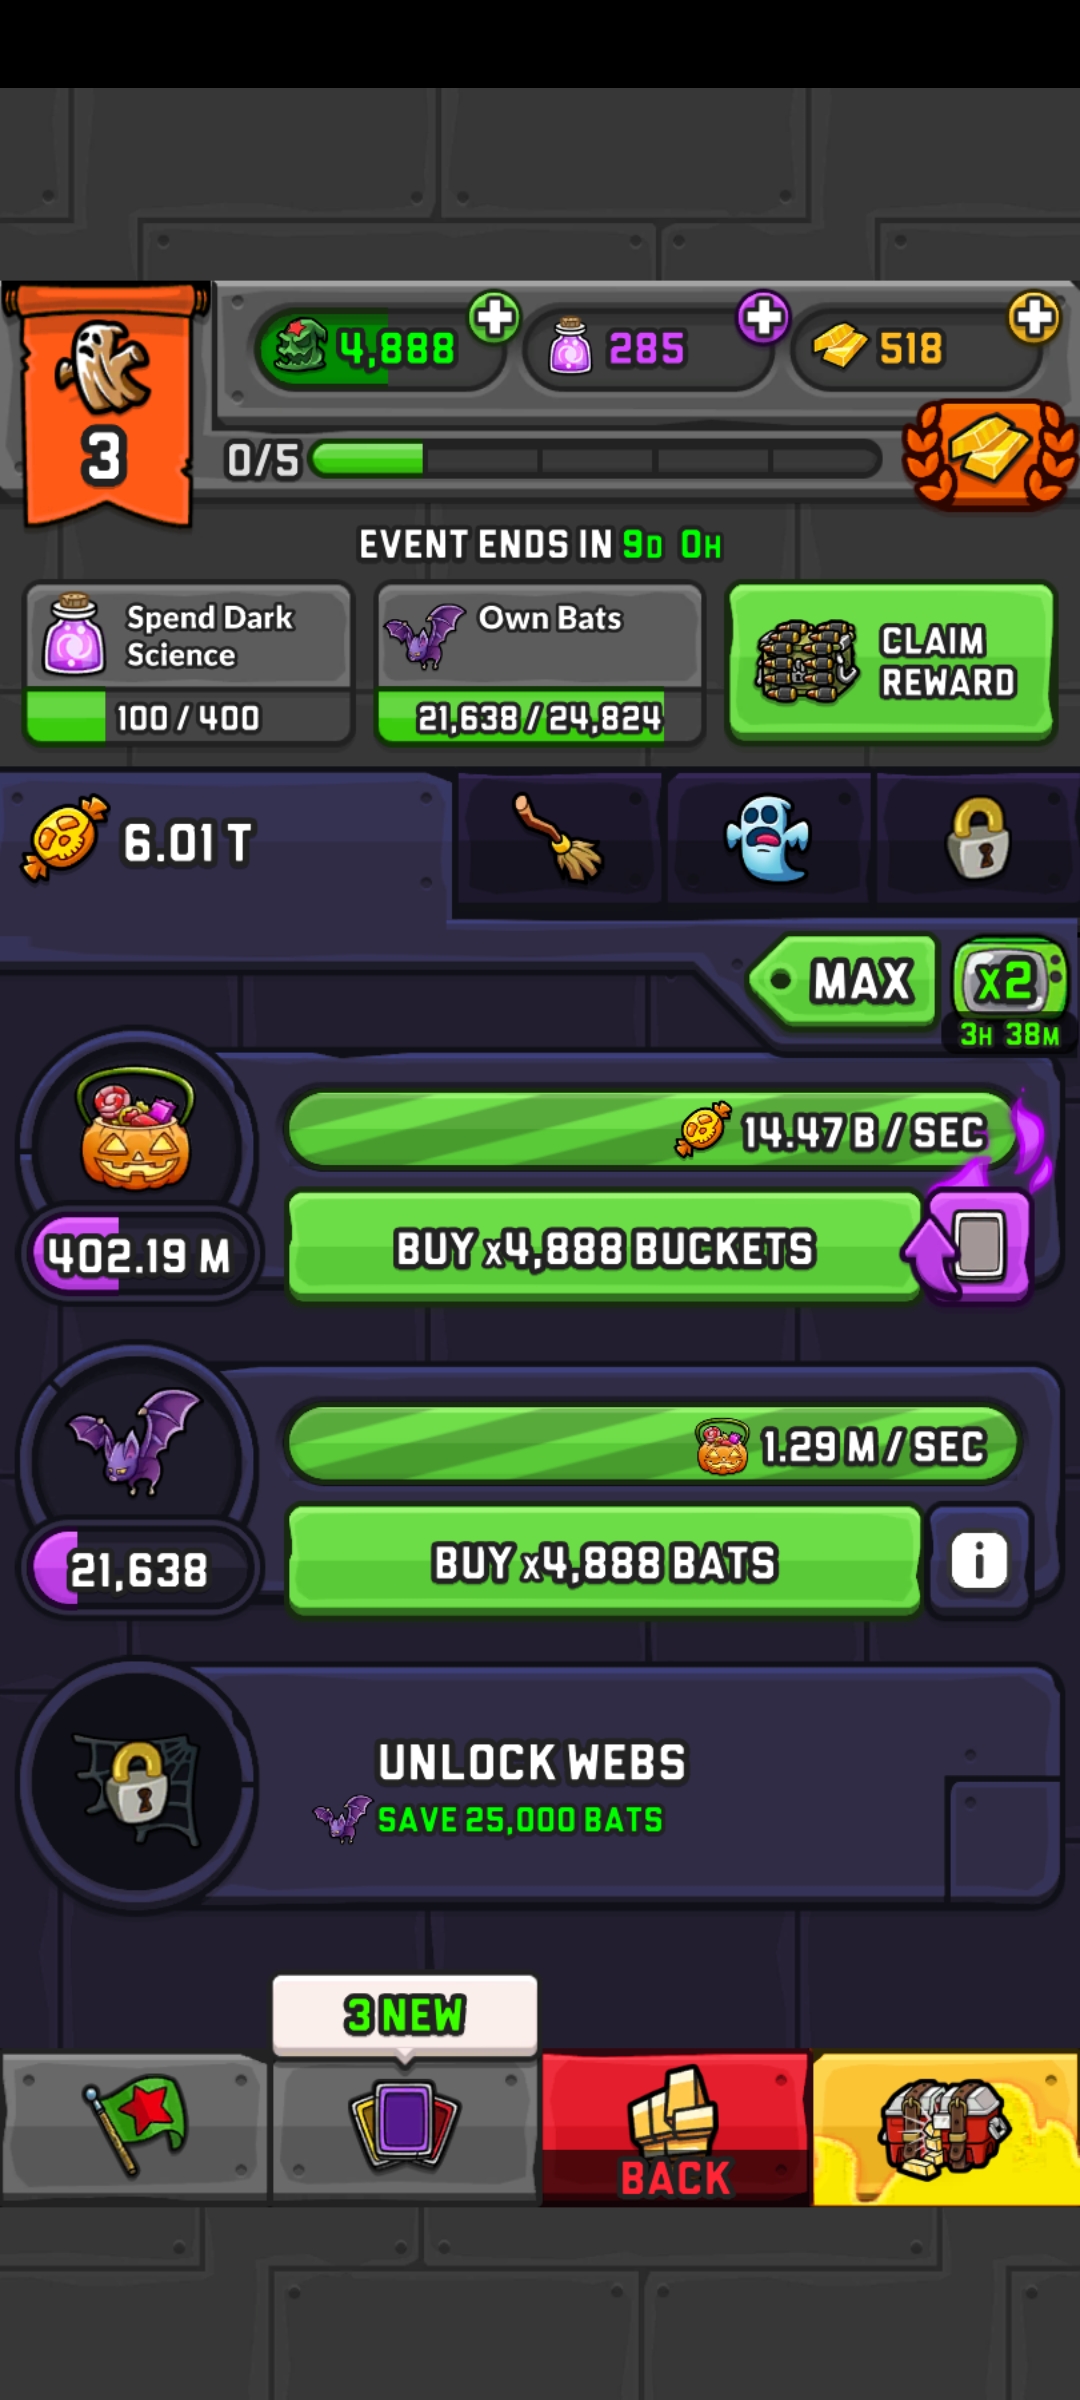 4,888
285
518
3
0/5
EVENT ENDS IN 9D 0H
Spend Dark
Science
100 / 400
Own Bats
21,638 / 24,824
CLAIM
REWARD
6.01 T
MAX
x2
3H 38M
14.47 B / SEC
402.19 M
BUY x4,888 BUCKETS
1.29 M / SEC
21,638
BUY x4,888 BATS
i
UNLOCK WEBS
SAVE 25,000 BATS
3 NEW
BACK